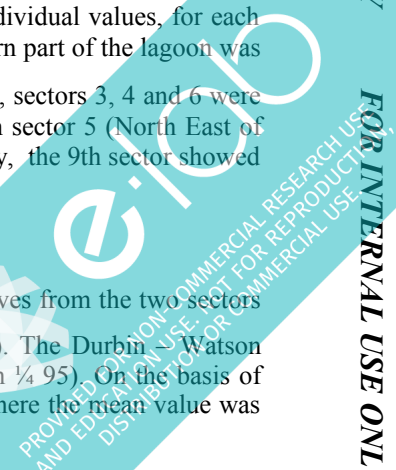 dividual values, for each
rn part of the lagoon was
, sectors 3, 4 and 6 were
n sector 5 (North East of
y, the 9th sector showed
ves from the two sectors
). The Durbin – Watson
n ¼ 95). On the basis of
here the mean value was
e·lab
PROVIDED FOR NON-COMMERCIAL RESEARCH USE
AND EDUCATION USE. NOT FOR REPRODUCTION,
DISTRIBUTION OR COMMERCIAL USE.
FOR INTERNAL USE ONL